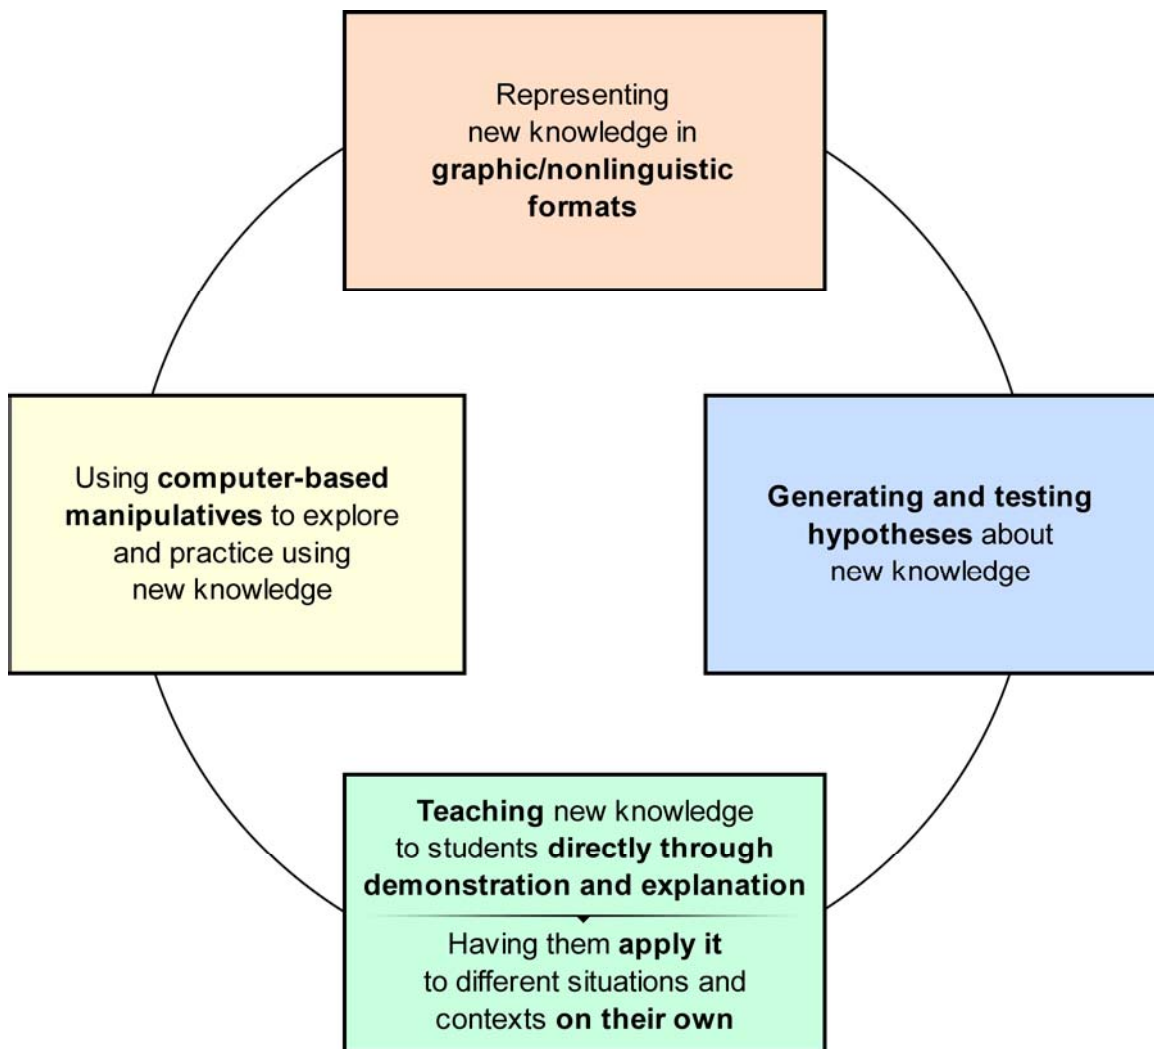 Representing
new knowledge in
graphic/nonlinguistic
formats
Using computer-based
manipulatives to explore
and practice using
new knowledge
Generating and testing
hypotheses about
new knowledge
Teaching new knowledge
to students directly through
demonstration and explanation
Having them apply it
to different situations and
contexts on their own